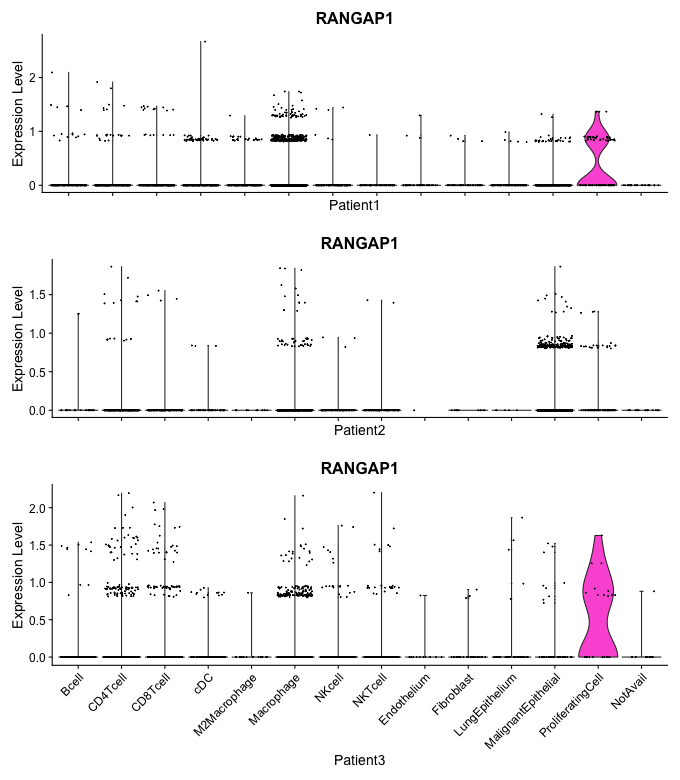 RANGAP1
Expression Level
2
1
0
Patient1
RANGAP1
Expression Level
1.5
1.0
0.5
0.0
Patient2
RANGAP1
Expression Level
2.0
1.5
1.0
0.5
0.0
Bcell
CD4Tcell
CD8Tcell
cDC
M2Macrophage
Macrophage
NKcell
NKTcell
Endothelium
Fibroblast
LungEpithelium
MalignantEpithelial
ProliferatingCell
NotAvail
Patient3